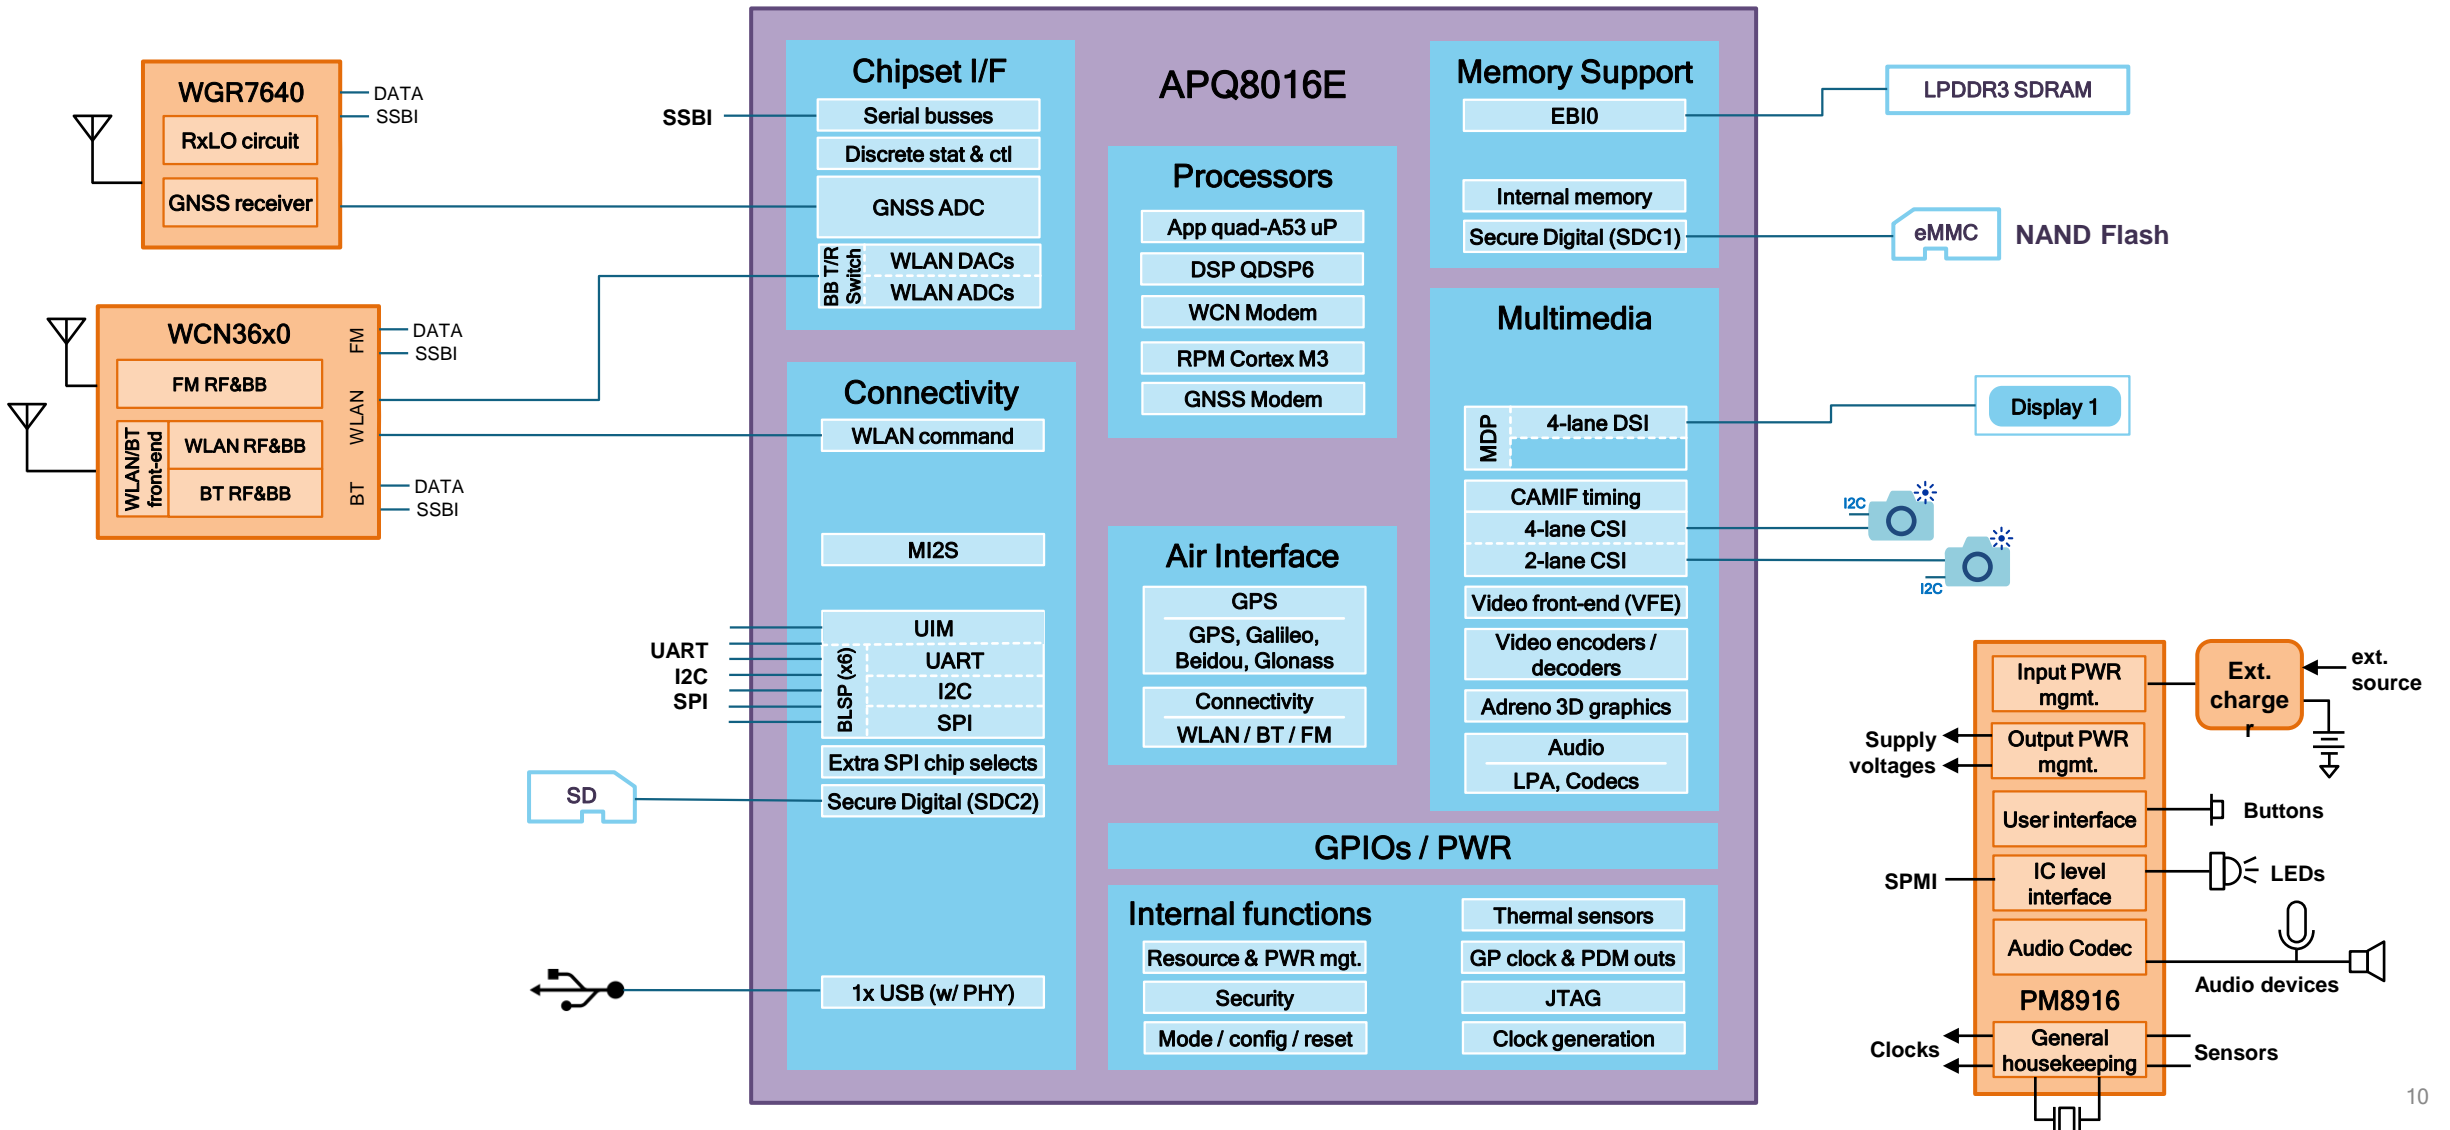 WGR7640
RxLO circuit
GNSS receiver
DATA
SSBI
WCN36x0
FM RF&BB
WLAN/BT
front-end
WLAN RF&BB
BT RF&BB
FM
WLAN
BT
DATA
SSBI
DATA
SSBI
SSBI
UART
I2C
SPI
SD
APQ8016E
Chipset I/F
Serial busses
Discrete stat & ctl
GNSS ADC
BB T/R
Switch
WLAN DACs
WLAN ADCs
Connectivity
WLAN command
MI2S
UIM
BLSP (x6)
UART
I2C
SPI
Extra SPI chip selects
Secure Digital (SDC2)
1x USB (w/ PHY)
Processors
App quad-A53 uP
DSP QDSP6
WCN Modem
RPM Cortex M3
GNSS Modem
Air Interface
GPS
GPS, Galileo,
Beidou, Glonass
Connectivity
WLAN / BT / FM
Memory Support
EBI0
Internal memory
Secure Digital (SDC1)
Multimedia
MDP
4-lane DSI
CAMIF timing
4-lane CSI
2-lane CSI
Video front-end (VFE)
Video encoders /
decoders
Adreno 3D graphics
Audio
LPA, Codecs
GPIOs / PWR
Internal functions
Resource & PWR mgt.
Security
Mode / config / reset
Thermal sensors
GP clock & PDM outs
JTAG
Clock generation
LPDDR3 SDRAM
eMMC
NAND Flash
Display 1
I2C
I2C
Input PWR
mgmt.
Output PWR
mgmt.
User interface
IC level
interface
Audio Codec
PM8916
General
housekeeping
Ext.
charge
r
ext.
source
Supply
voltages
Buttons
SPMI
LEDs
Audio devices
Clocks
Sensors
10